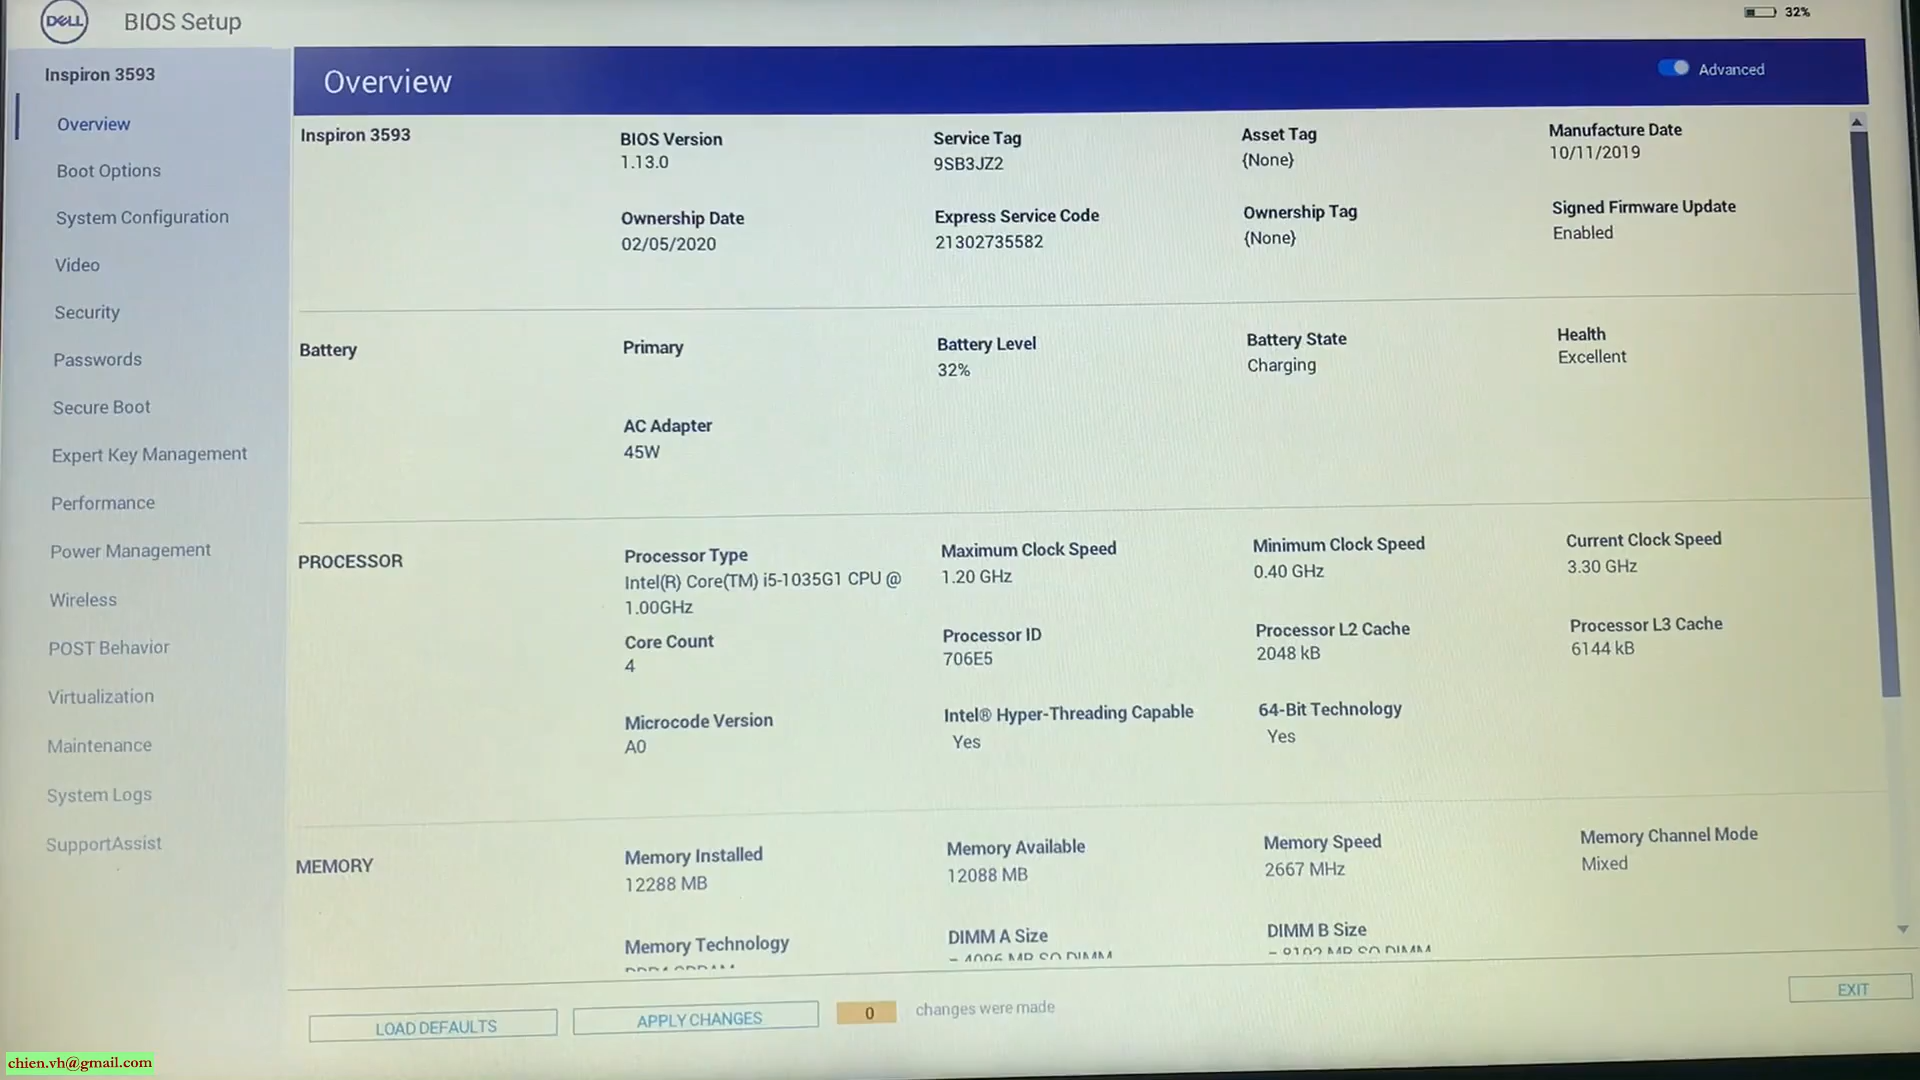 DELL
BIOS Setup
32%
Inspiron 3593
Overview
Boot Options
System Configuration
Video
Security
Passwords
Secure Boot
Expert Key Management
Performance
Power Management
Wireless
POST Behavior
Virtualization
Maintenance
System Logs
SupportAssist
Overview
Advanced
Inspiron 3593
BIOS Version
1.13.0
Service Tag
9SB3JZ2
Asset Tag
{None}
Manufacture Date
10/11/2019
Ownership Date
02/05/2020
Express Service Code
21302735582
Ownership Tag
{None}
Signed Firmware Update
Enabled
Battery
Primary
Battery Level
32%
Battery State
Charging
Health
Excellent
AC Adapter
45W
PROCESSOR
Processor Type
Intel(R) Core(TM) i5-1035G1 CPU @
1.00GHz
Maximum Clock Speed
1.20 GHz
Minimum Clock Speed
0.40 GHz
Current Clock Speed
3.30 GHz
Core Count
4
Processor ID
706E5
Processor L2 Cache
2048 kB
Processor L3 Cache
6144 kB
Microcode Version
A0
Intel® Hyper-Threading Capable
Yes
64-Bit Technology
Yes
MEMORY
Memory Installed
12288 MB
Memory Available
12088 MB
Memory Speed
2667 MHz
Memory Channel Mode
Mixed
Memory Technology
DIMM A Size
= 4096 MB SO DIMM
DIMM B Size
= 8192 MB SO DIMM
LOAD DEFAULTS
APPLY CHANGES
0
changes were made
EXIT
chien.vh@gmail.com